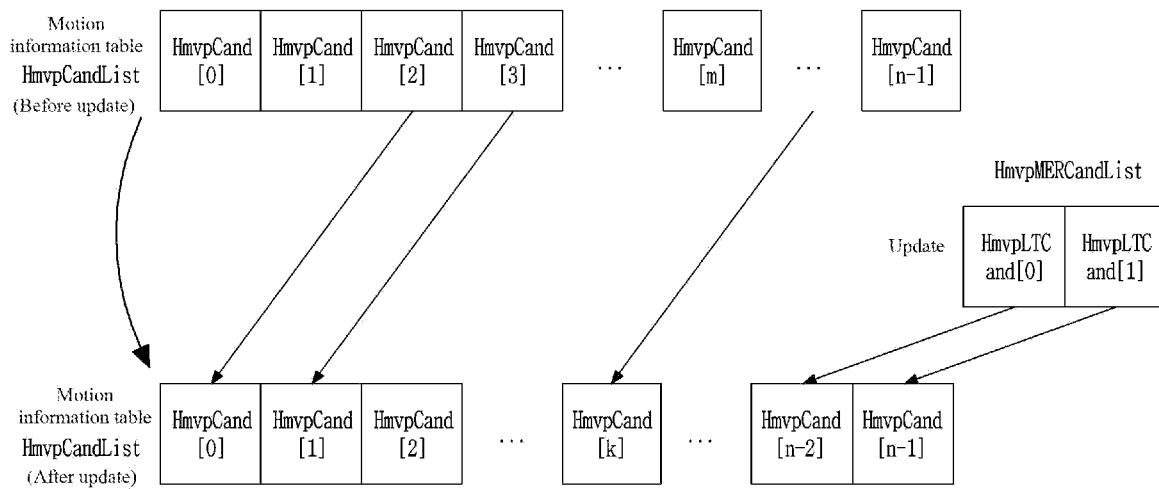 Motion
information table
HmvpCandList
(Before update)
HmvpCand
[0]
HmvpCand
[1]
HmvpCand
[2]
HmvpCand
[3]
...
HmvpCand
[m]
...
HmvpCand
[n-1]
HmvpMERCandList
Update
HmvpLTC
and[0]
HmvpLTC
and[1]
Motion
information table
HmvpCandList
(After update)
HmvpCand
[0]
HmvpCand
[1]
HmvpCand
[2]
...
HmvpCand
[k]
...
HmvpCand
[n-2]
HmvpCand
[n-1]